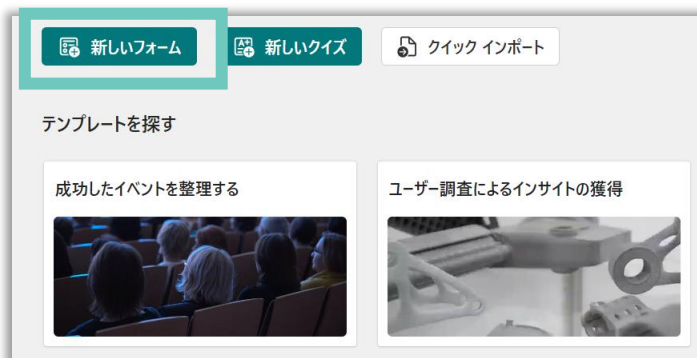 新しいフォーム
新しいクイズ
クイック インポート
テンプレートを探す
成功したイベントを整理する
ユーザー調査によるインサイトの獲得